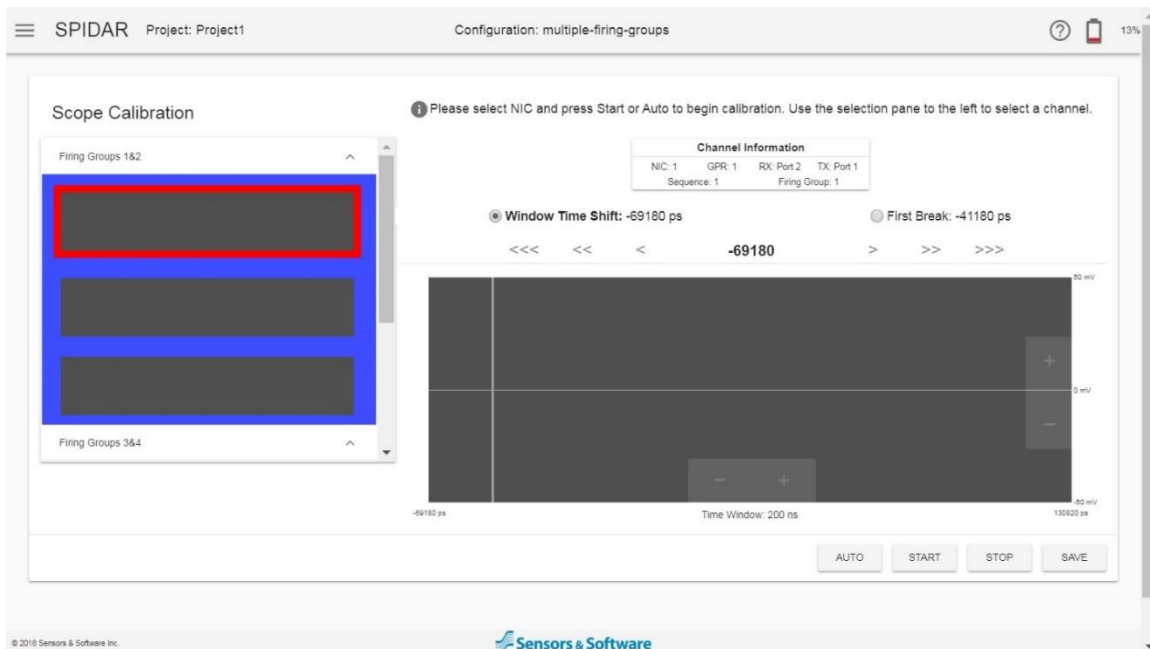 SPIDAR Project: Project1 Configuration: multiple-firing-groups 13%
Scope Calibration
Please select NIC and press Start or Auto to begin calibration. Use the selection pane to the left to select a channel.
Firing Groups 1&2
Channel Information
NIC: 1 GPR: 1 RX: Port 2 TX: Port 1
Sequence: 1 Firing Group: 1
Window Time Shift: -69180 ps First Break: -41180 ps
<<< << < -69180 > >> >>>
50 mV
+
0 mV
−
Firing Groups 3&4
− +
-50 mV
-69180 ps Time Window: 200 ns 130820 ps
AUTO START STOP SAVE
© 2018 Sensors & Software Inc. Sensors & Software